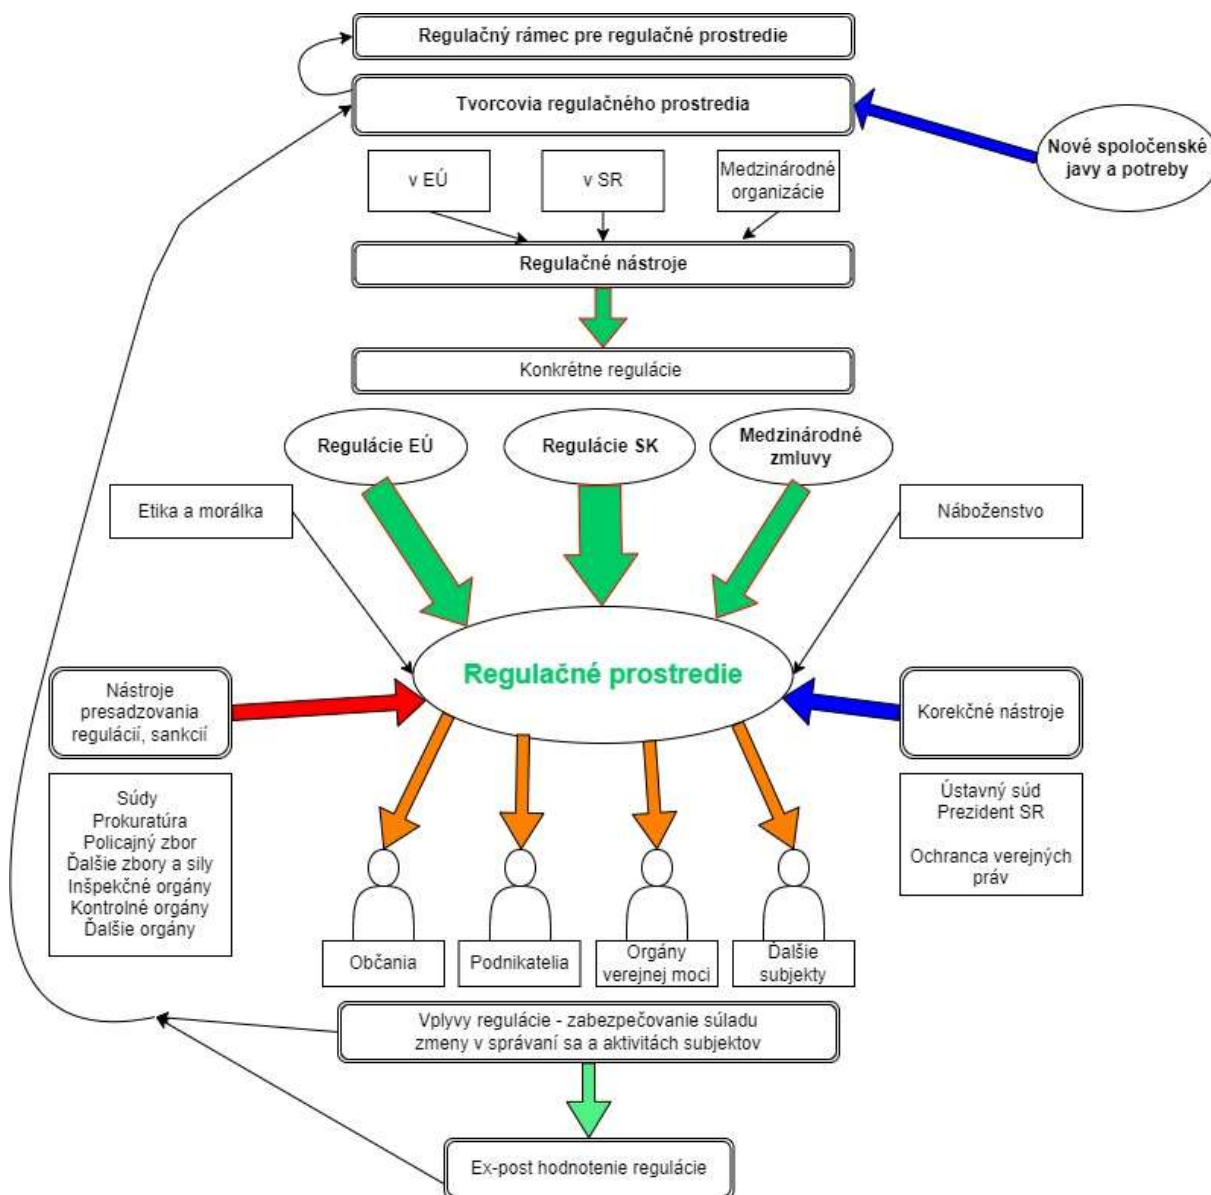 Regulačný rámec pre regulačné prostredie
Tvorcovia regulačného prostredia
Nové spoločenské
javy a potreby
v EÚ
v SR
Medzinárodné
organizácie
Regulačné nástroje
Konkrétne regulácie
Regulácie EÚ
Regulácie SK
Medzinárodné
zmluvy
Etika a morálka
Náboženstvo
Regulačné prostredie
Nástroje
presadzovania
regulácií, sankcií
Korekčné nástroje
Súdy
Prokuratúra
Policajný zbor
Ďalšie zbory a sily
Inšpekčné orgány
Kontrolné orgány
Ďalšie orgány
Ústavný súd
Prezident SR
Ochranca verejných
práv
Občania
Podnikatelia
Orgány
verejnej moci
Ďalšie
subjekty
Vplyvy regulácie - zabezpečovanie súladu
zmeny v správaní sa a aktivitách subjektov
Ex-post hodnotenie regulácie